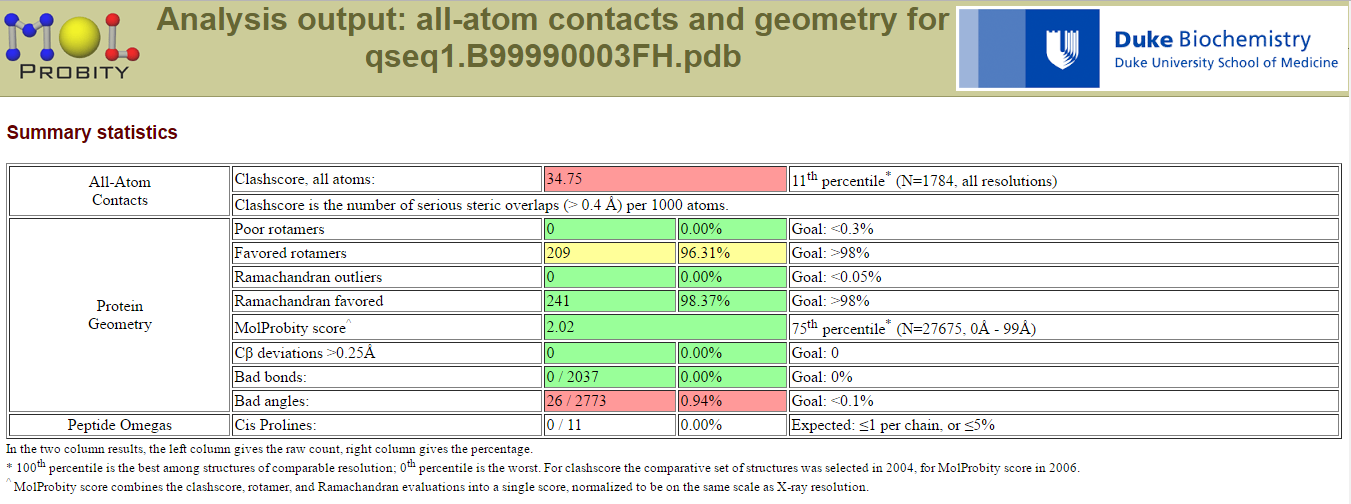 MOL
PROBITY
Analysis output: all-atom contacts and geometry for
qseq1.B99990003FH.pdb
Duke Biochemistry
Duke University School of Medicine
Summary statistics
All-Atom
Contacts
Clashscore, all atoms: 34.75 11th percentile* (N=1784, all resolutions)
Clashscore is the number of serious steric overlaps (> 0.4 Å) per 1000 atoms.
Protein
Geometry
Poor rotamers 0 0.00% Goal: <0.3%
Favored rotamers 209 96.31% Goal: >98%
Ramachandran outliers 0 0.00% Goal: <0.05%
Ramachandran favored 241 98.37% Goal: >98%
MolProbity score^ 2.02 75th percentile* (N=27675, 0Å - 99Å)
Cβ deviations >0.25Å 0 0.00% Goal: 0
Bad bonds: 0 / 2037 0.00% Goal: 0%
Bad angles: 26 / 2773 0.94% Goal: <0.1%
Peptide Omegas Cis Prolines: 0 / 11 0.00% Expected: ≤1 per chain, or ≤5%
In the two column results, the left column gives the raw count, right column gives the percentage.
* 100th percentile is the best among structures of comparable resolution; 0th percentile is the worst. For clashscore the comparative set of structures was selected in 2004, for MolProbity score in 2006.
^ MolProbity score combines the clashscore, rotamer, and Ramachandran evaluations into a single score, normalized to be on the same scale as X-ray resolution.